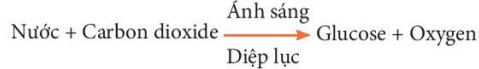 Ánh sáng
Nước + Carbon dioxide → Glucose + Oxygen
Diệp lục